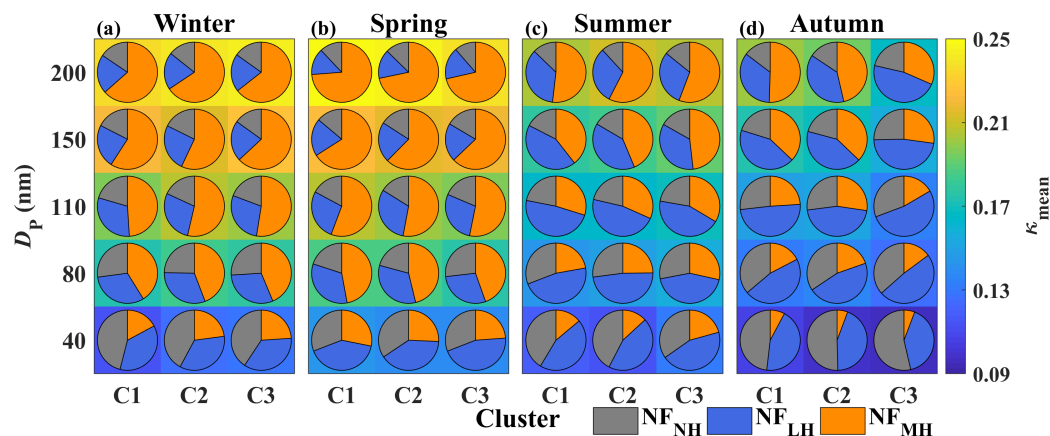 (a) Winter (b) Spring (c) Summer (d) Autumn
200
150
110
80
40
D_P (nm)
C1 C2 C3 C1 C2 C3 C1 C2 C3 C1 C2 C3
Cluster
NF_NH NF_LH NF_MH
0.25
0.21
0.17
0.13
0.09
κ_mean